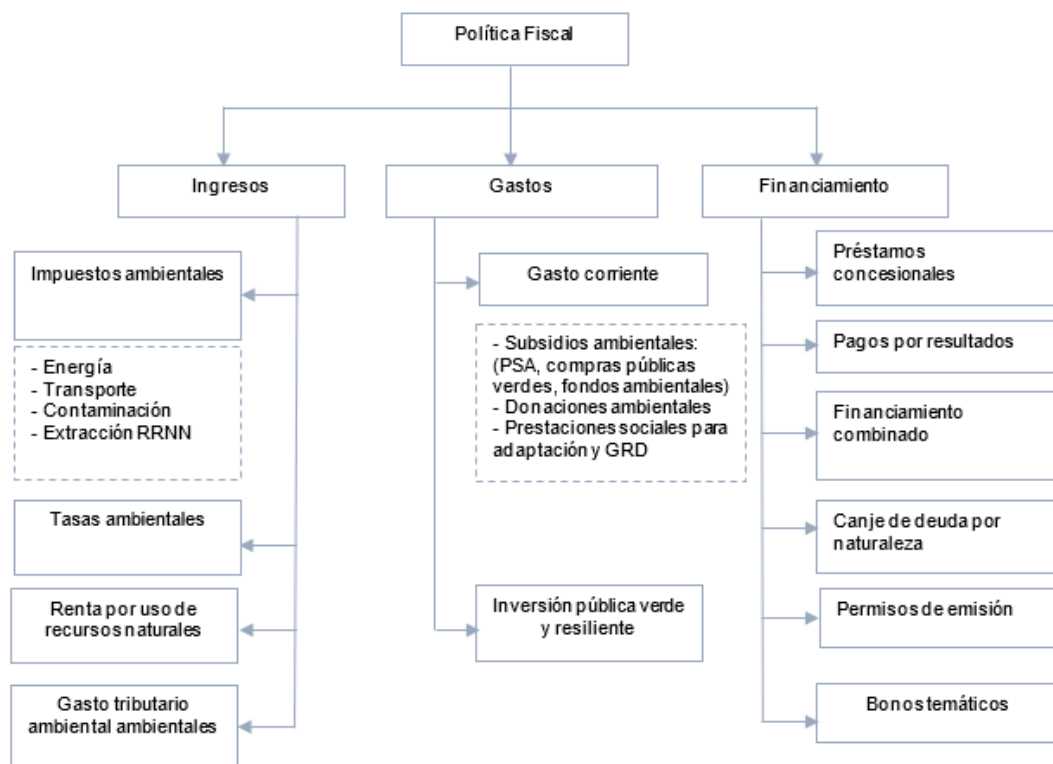 Política Fiscal
Ingresos
Gastos
Financiamiento
Impuestos ambientales
- Energía
- Transporte
- Contaminación
- Extracción RRNN
Tasas ambientales
Renta por uso de
recursos naturales
Gasto tributario
ambiental ambientales
Gasto corriente
- Subsidios ambientales:
(PSA, compras públicas
verdes, fondos ambientales)
- Donaciones ambientales
- Prestaciones sociales para
adaptación y GRD
Inversión pública verde
y resiliente
Préstamos
concesionales
Pagos por resultados
Financiamiento
combinado
Canje de deuda por
naturaleza
Permisos de emisión
Bonos temáticos